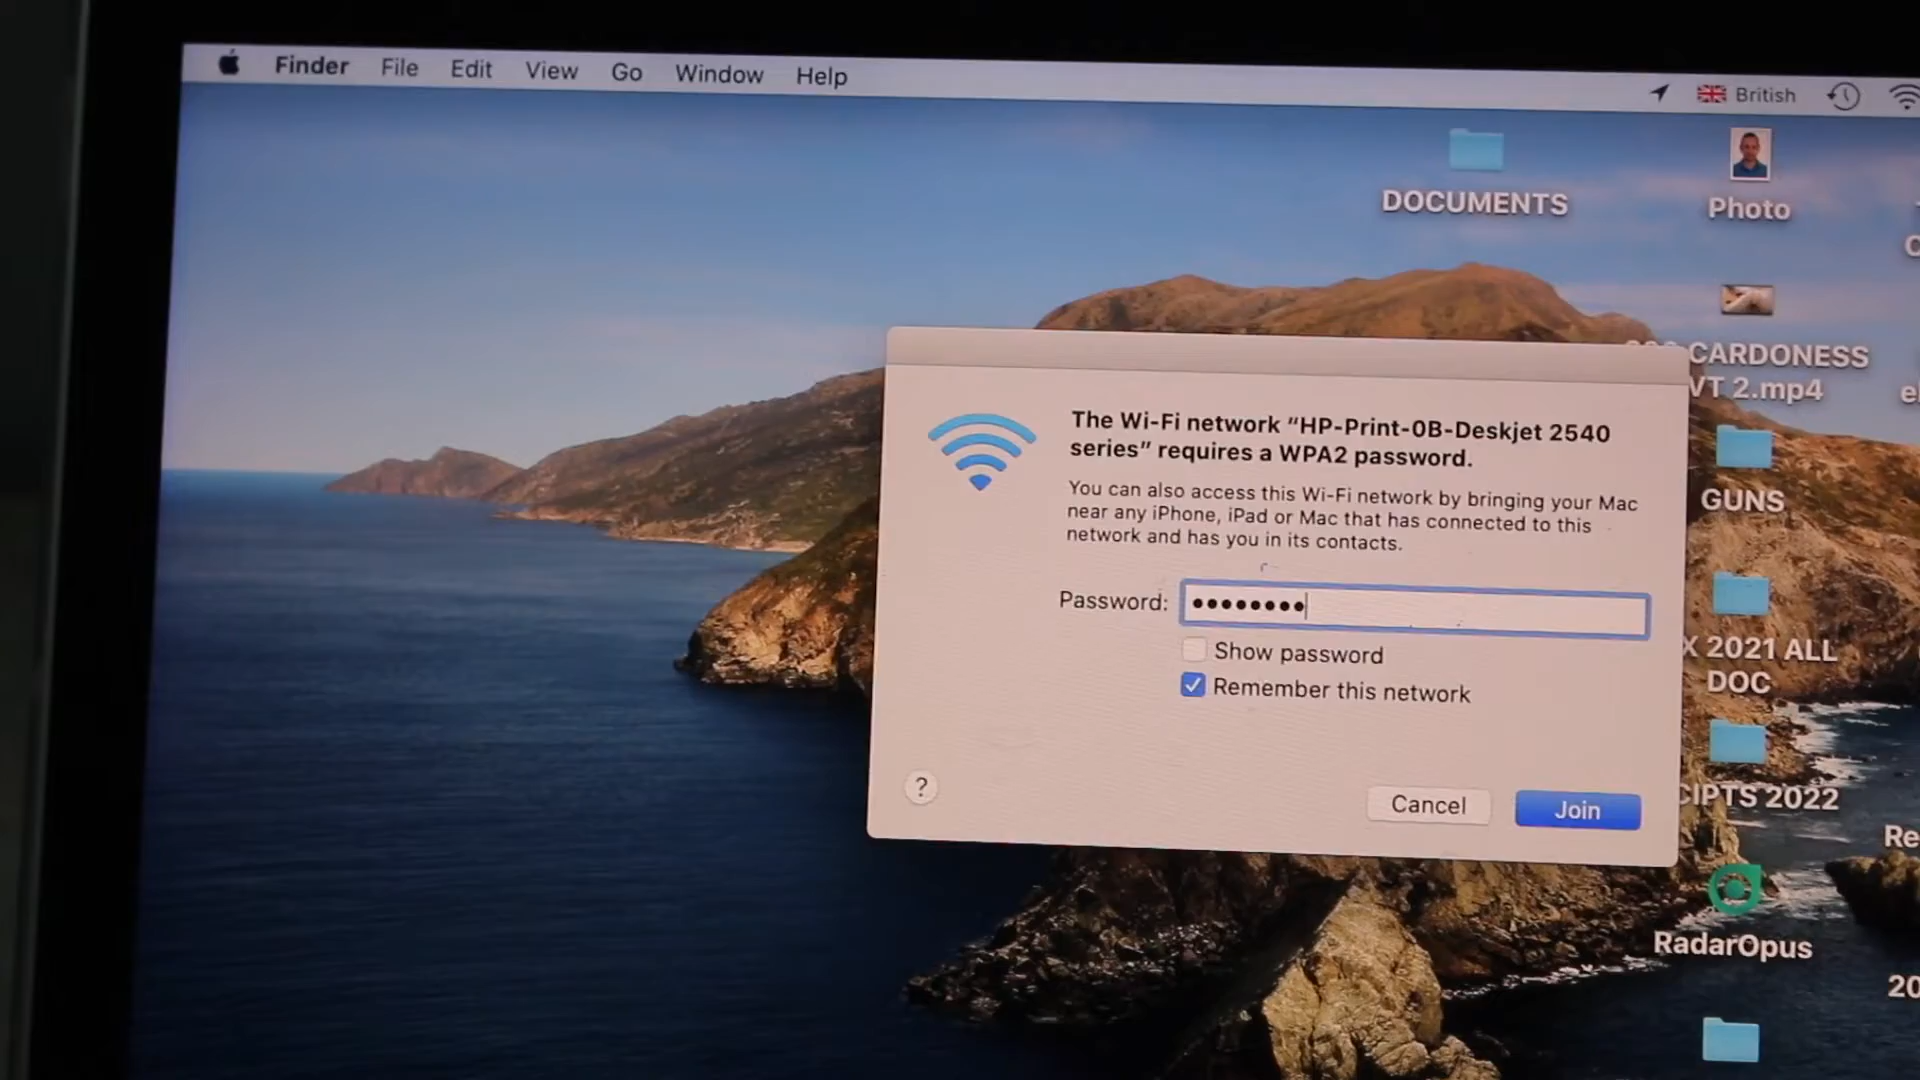 Finder File Edit View Go Window Help
British
DOCUMENTS
Photo
CARDONESS
VT 2.mp4
The Wi-Fi network “HP-Print-0B-Deskjet 2540
series” requires a WPA2 password.
You can also access this Wi-Fi network by bringing your Mac
near any iPhone, iPad or Mac that has connected to this
network and has you in its contacts.
GUNS
Password: ••••••••
Show password
Remember this network
X 2021 ALL
DOC
?
Cancel
Join
CIPTS 2022
Re
RadarOpus
20